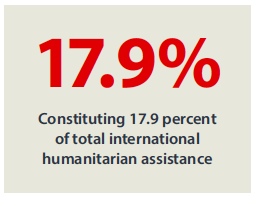 17.9%
Constituting 17.9 percent
of total international
humanitarian assistance